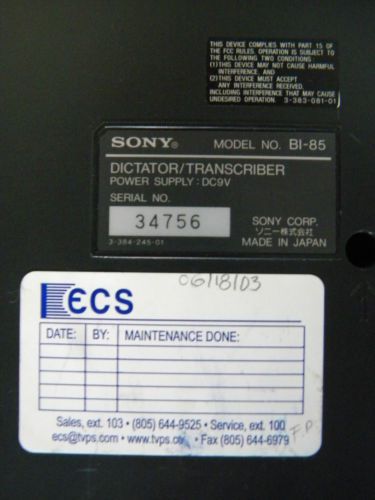 THIS DEVICE COMPLIES WITH PART 15 OF
THE FCC RULES. OPERATION IS SUBJECT TO
THE FOLLOWING TWO CONDITIONS:
(1)THIS DEVICE MAY NOT CAUSE HARMFUL
INTERFERENCE, AND
(2)THIS DEVICE MUST ACCEPT
ANY INTERFERENCE RECEIVED,
INCLUDING INTERFERENCE THAT MAY CAUSE
UNDESIRED OPERATION. 3-383-081-01
SONY® MODEL NO. BI-85
DICTATOR/TRANSCRIBER
POWER SUPPLY : DC9V
SERIAL NO.
34756
SONY CORP.
ソニー株式会社
3-384-245-01 MADE IN JAPAN
06/18/03
ECS
DATE: BY: MAINTENANCE DONE:
Sales, ext. 103 • (805) 644-9525 • Service, ext. 100
ecs@tvps.com • www.tvps.com • Fax (805) 644-6979
F.P.